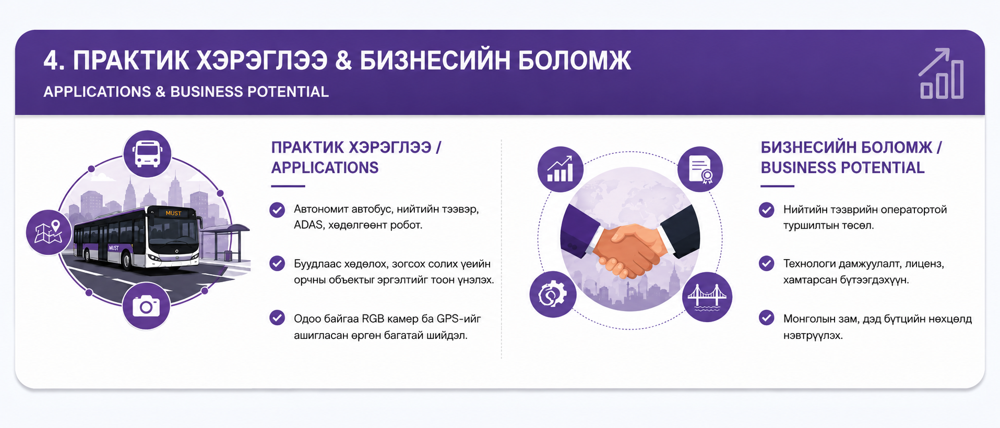 4. ПРАКТИК ХЭРЭГЛЭЭ & БИЗНЕСИЙН БОЛОМЖ
APPLICATIONS & BUSINESS POTENTIAL
MUST
MUST
ПРАКТИК ХЭРЭГЛЭЭ /
APPLICATIONS
Автономит автобус, нийтийн тээвэр,
ADAS, хөдөлгөөнт робот.
Буудлаас хөдөлөх, зогсох солих үеийн
орчны объектыг эргэлтийг тоон үнэлэх.
Одоо байгаа RGB камер ба GPS-ийг
ашигласан өргөн багатай шийдэл.
БИЗНЕСИЙН БОЛОМЖ /
BUSINESS POTENTIAL
Нийтийн тээврийн оператортой
туршилтын төсөл.
Технологи дамжуулалт, лиценз,
хамтарсан бүтээгдэхүүн.
Монголын зам, дэд бүтцийн нөхцөлд
нэвтрүүлэх.